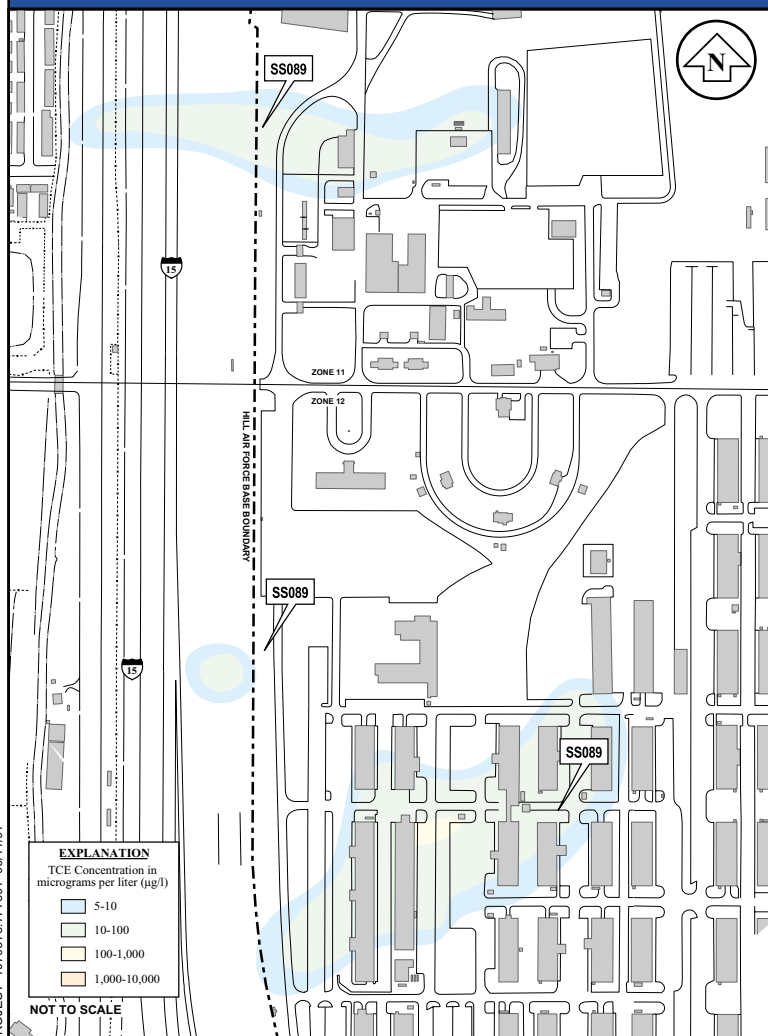 N
SS089
15
ZONE 11
ZONE 12
HILL AIR FORCE BASE BOUNDARY
SS089
15
SS089
EXPLANATION
TCE Concentration in
micrograms per liter (µg/l)
5-10
10-100
100-1,000
1,000-10,000
NOT TO SCALE